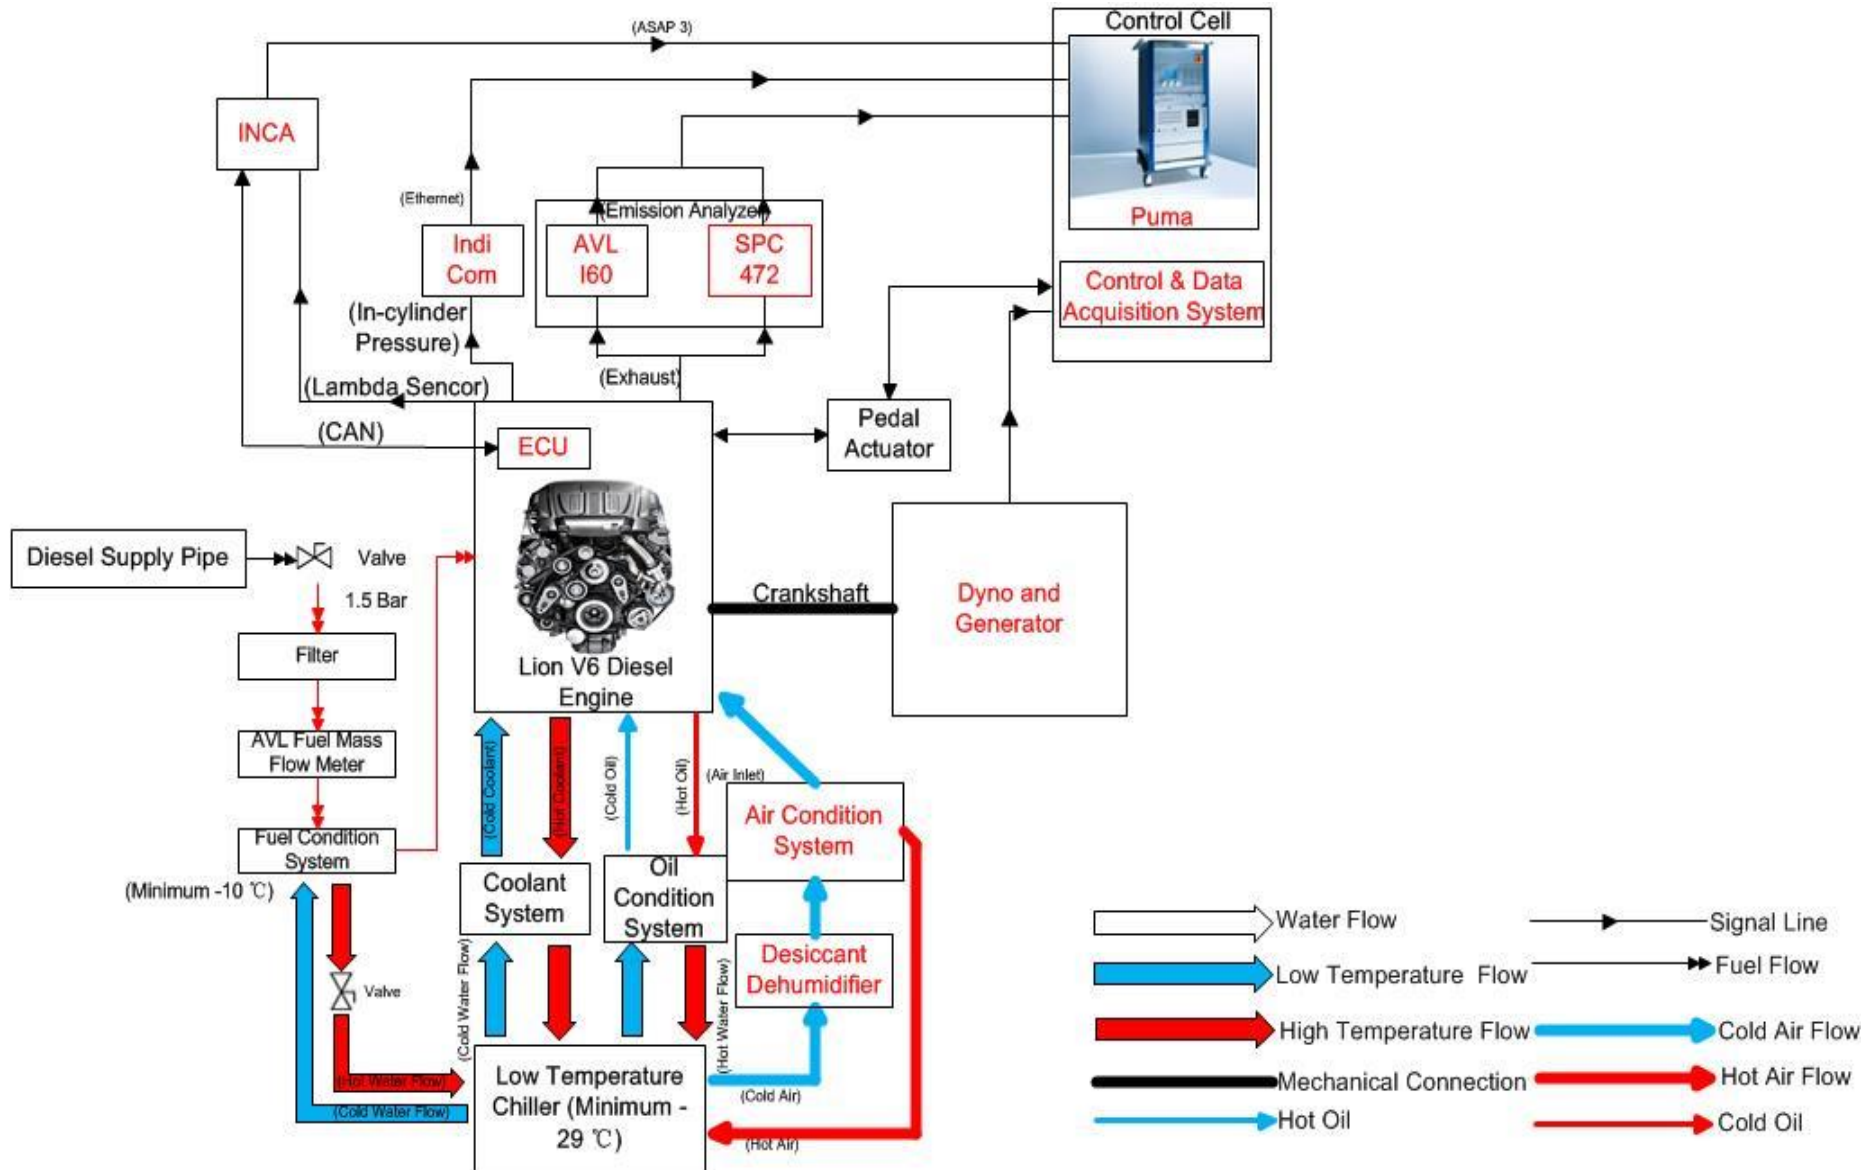 Control Cell
(ASAP 3)
INCA
(Ethernet)
(Emission Analyzer)
Puma
Indi
Com
AVL
I60
SPC
472
Control & Data
Acquisition System
(In-cylinder
Pressure)
(Exhaust)
(Lambda Sencor)
(CAN)
ECU
Pedal
Actuator
Diesel Supply Pipe
Valve
1.5 Bar
Crankshaft
Dyno and
Generator
Filter
Lion V6 Diesel
Engine
AVL Fuel Mass
Flow Meter
(Cold Coolant)
(Hot Coolant)
(Cold Oil)
(Hot Oil)
(Air Inlet)
Air Condition
System
Fuel Condition
System
(Minimum -10 ℃)
Coolant
System
Oil
Condition
System
Desiccant
Dehumidifier
Valve
(Cold Water Flow)
(Hot Water Flow)
(Hot Water Flow)
(Cold Water Flow)
Low Temperature
Chiller (Minimum -
29 ℃)
(Cold Air)
(Hot Air)
Water Flow
Signal Line
Low Temperature Flow
Fuel Flow
High Temperature Flow
Cold Air Flow
Mechanical Connection
Hot Air Flow
Hot Oil
Cold Oil